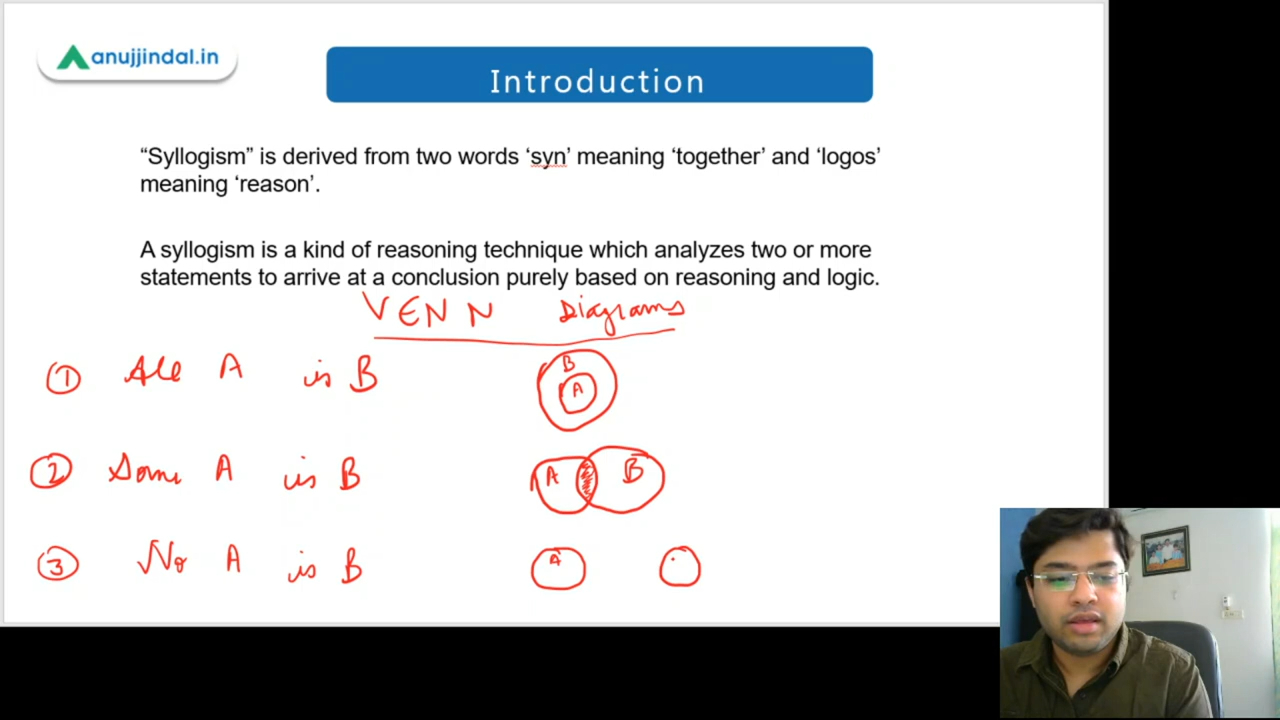 anujjindal.in
Introduction
“Syllogism” is derived from two words ‘syn’ meaning ‘together’ and ‘logos’
meaning ‘reason’.
A syllogism is a kind of reasoning technique which analyzes two or more
statements to arrive at a conclusion purely based on reasoning and logic.
VENN Diagrams
1 All A is B
B
A
2 Some A is B
A B
3 No A is B
A